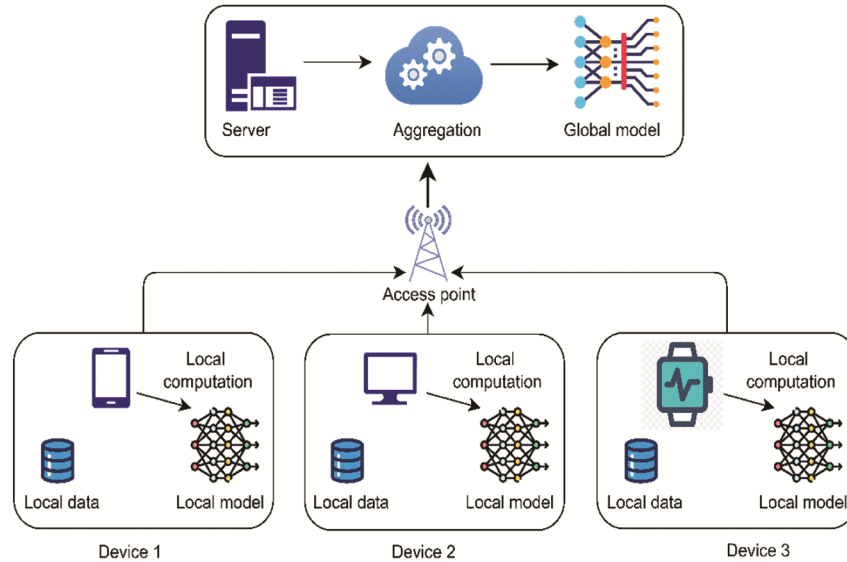 Server
Aggregation
Global model
Access point
Local
computation
Local data
Local model
Local
computation
Local data
Local model
Local
computation
Local data
Local model
Device 1
Device 2
Device 3